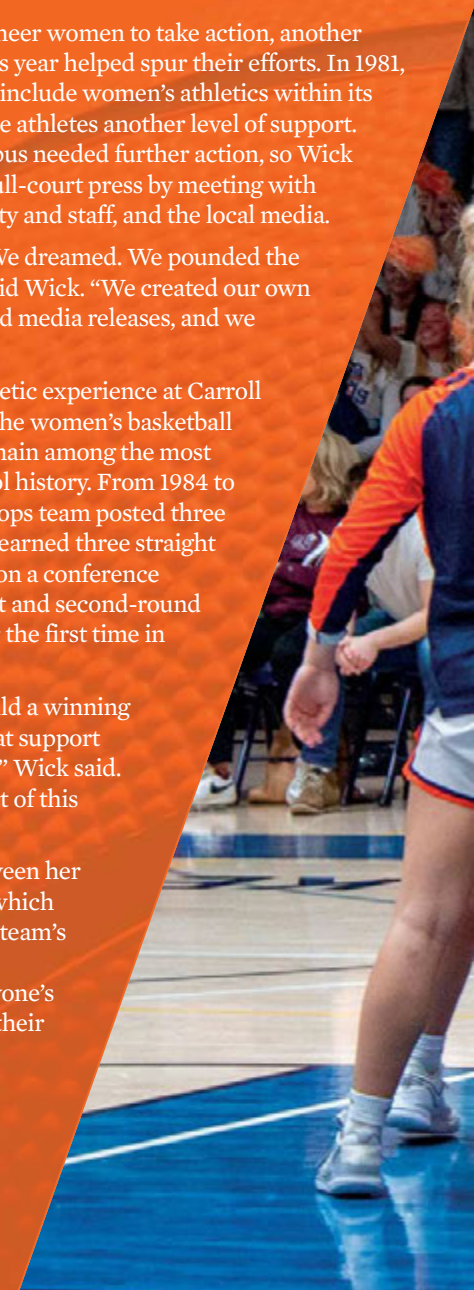 neer women to take action, another
s year helped spur their efforts. In 1981,
include women’s athletics within its
e athletes another level of support.
ous needed further action, so Wick
ull-court press by meeting with
ty and staff, and the local media.
We dreamed. We pounded the
id Wick. “We created our own
d media releases, and we
etic experience at Carroll
he women’s basketball
main among the most
ol history. From 1984 to
ops team posted three
earned three straight
on a conference
t and second-round
the first time in
ld a winning
at support
” Wick said.
t of this
veen her
which
team’s
yone’s
their